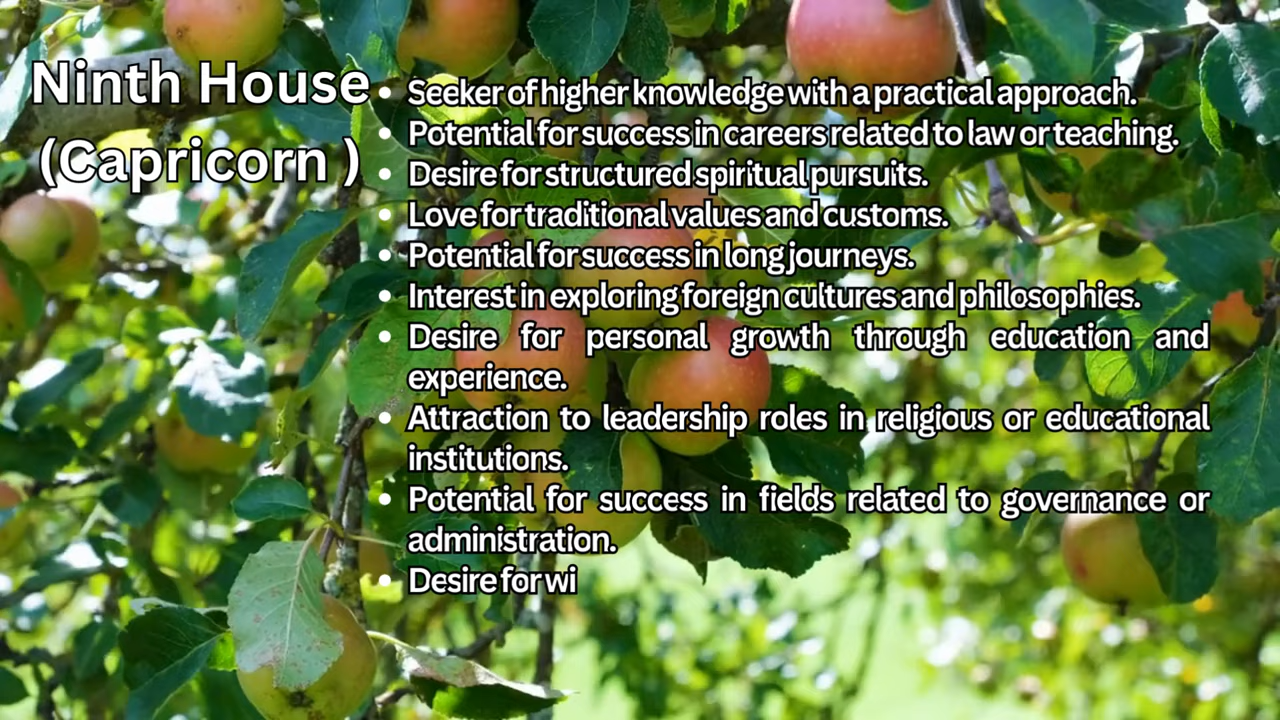 Ninth House
(Capricorn )
• Seeker of higher knowledge with a practical approach.
• Potential for success in careers related to law or teaching.
• Desire for structured spiritual pursuits.
• Love for traditional values and customs.
• Potential for success in long journeys.
• Interest in exploring foreign cultures and philosophies.
• Desire for personal growth through education and
experience.
• Attraction to leadership roles in religious or educational
institutions.
• Potential for success in fields related to governance or
administration.
• Desire for wi